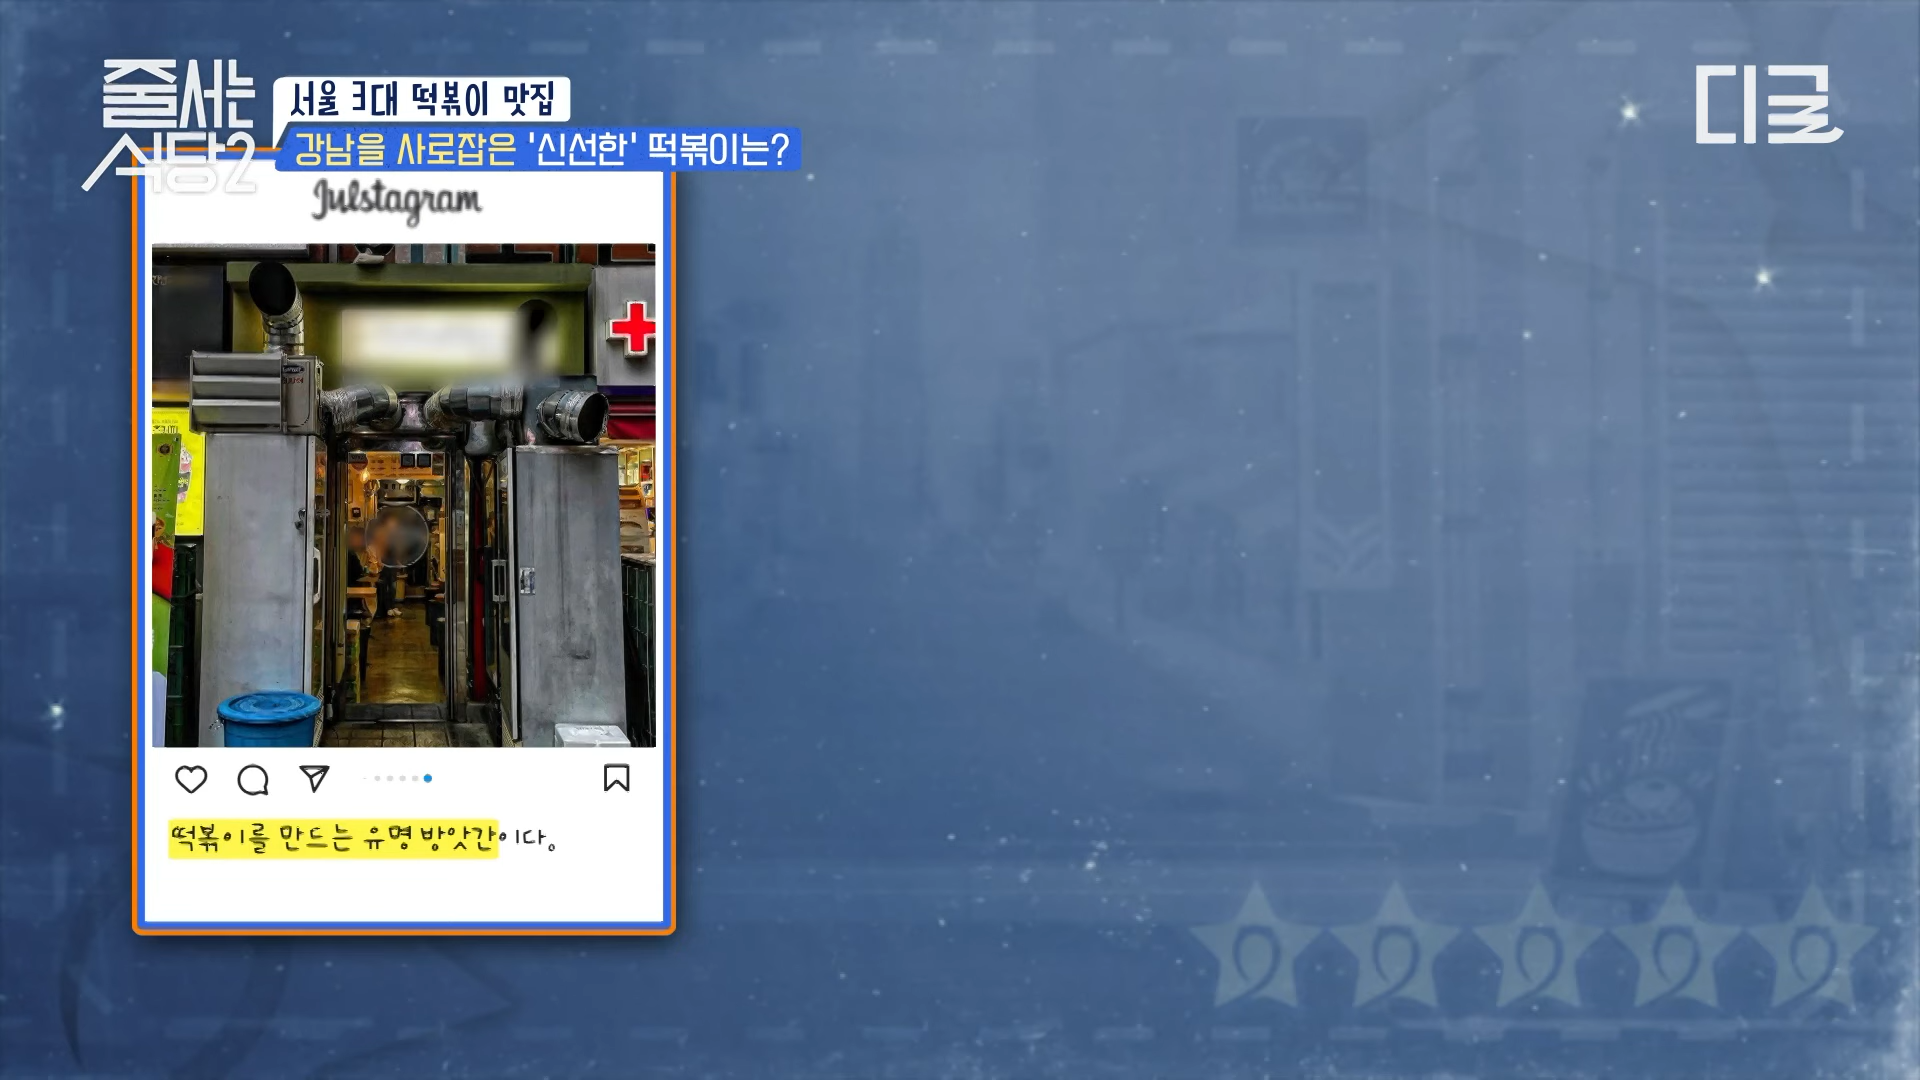 줄서는
식당2
서울 3대 떡볶이 맛집
강남을 사로잡은 '신선한' 떡볶이는?
디글
Julstagram
떡볶이를 만드는 유명 방앗간이다。